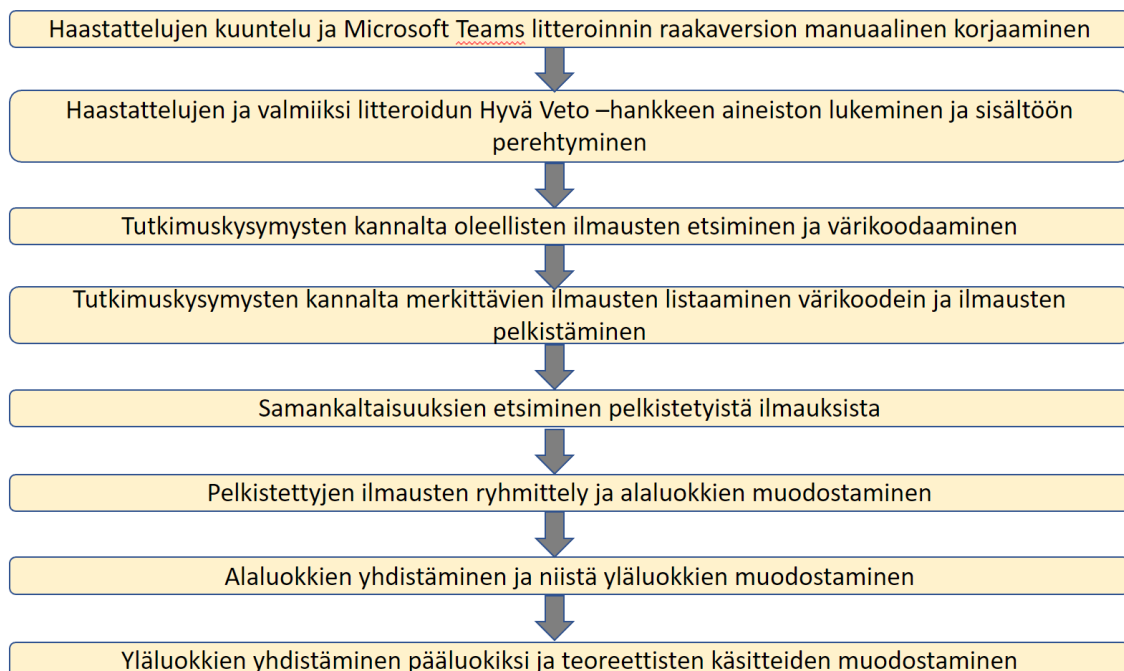 Haastattelujen kuuntelu ja Microsoft Teams litteroinnin raakaversion manuaalinen korjaaminen
Haastattelujen ja valmiiksi litteroidun Hyvä Veto –hankkeen aineiston lukeminen ja sisältöön
perehtyminen
Tutkimuskysymysten kannalta oleellisten ilmausten etsiminen ja värikoodaaminen
Tutkimuskysymysten kannalta merkittävien ilmausten listaaminen värikoodein ja ilmausten
pelkistäminen
Samankaltaisuuksien etsiminen pelkistetyistä ilmauksista
Pelkistettyjen ilmausten ryhmittely ja alaluokkien muodostaminen
Alaluokkien yhdistäminen ja niistä yläluokkien muodostaminen
Yläluokkien yhdistäminen pääluokiksi ja teoreettisten käsitteiden muodostaminen